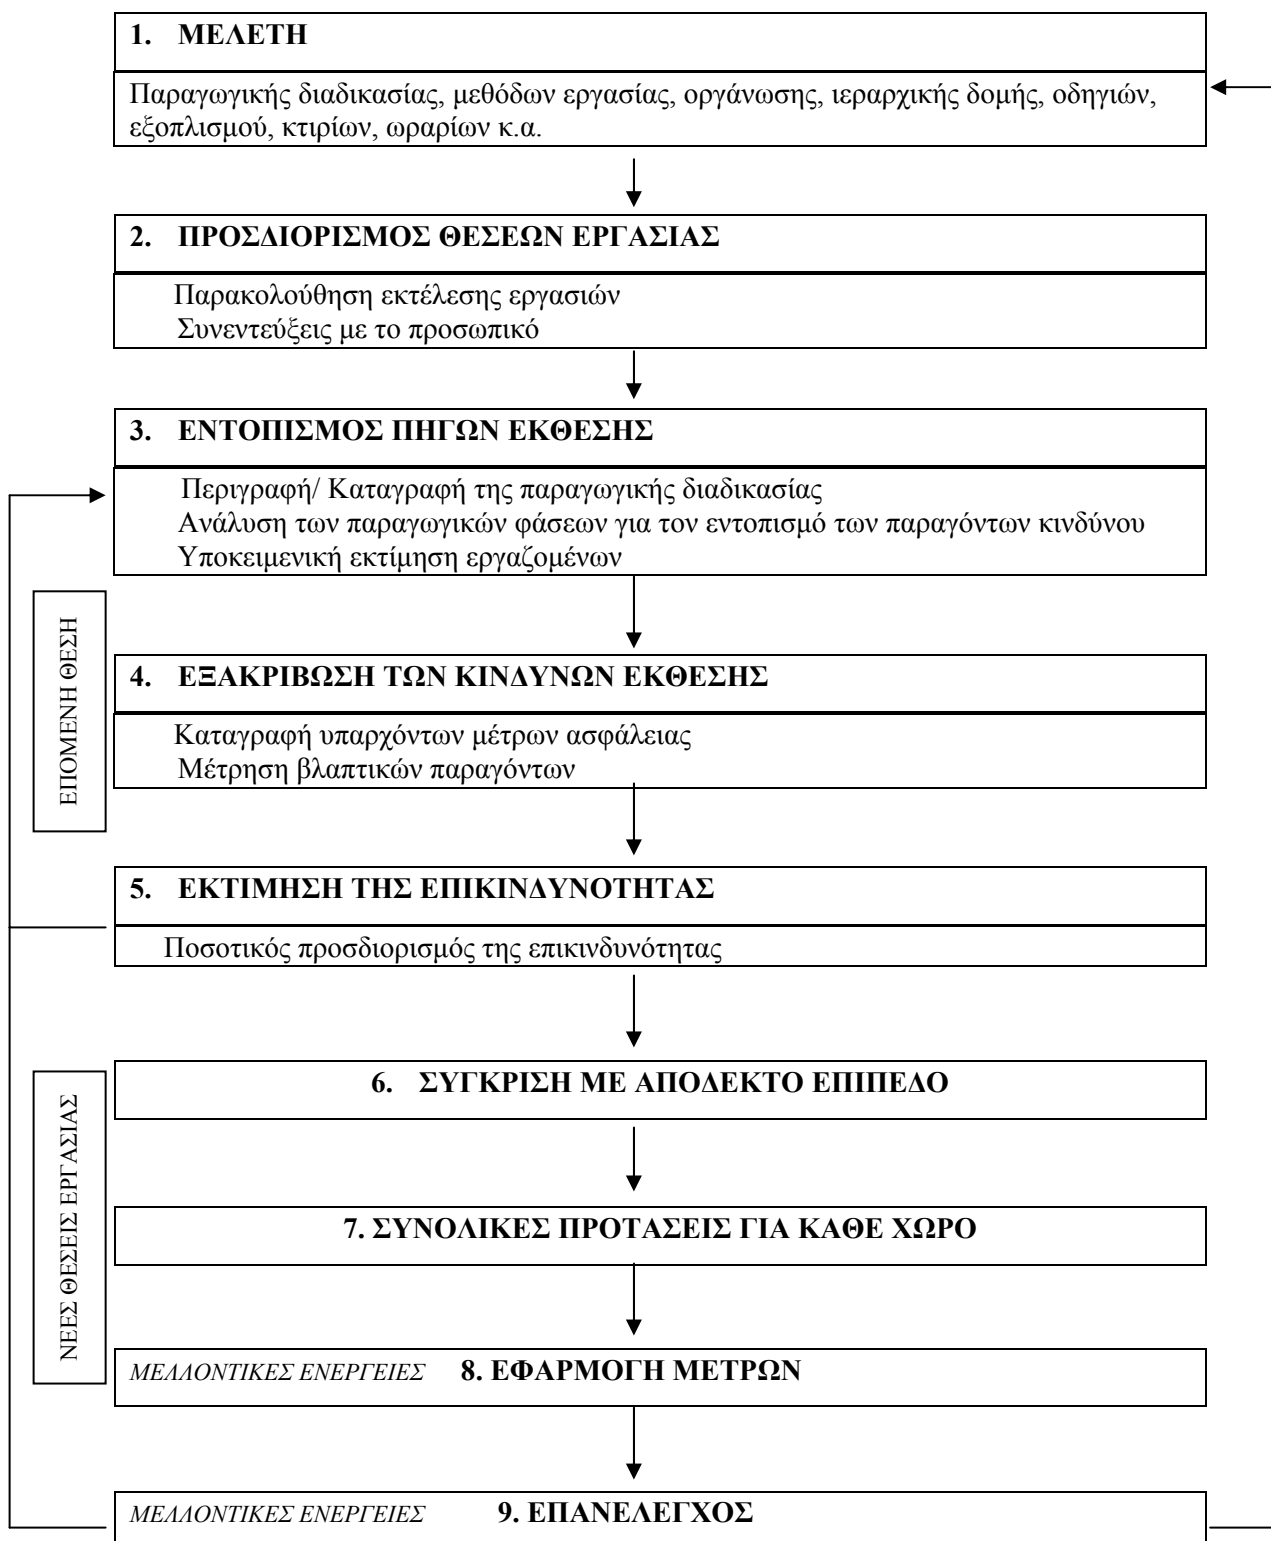 1. ΜΕΛΕΤΗ
Παραγωγικής διαδικασίας, μεθόδων εργασίας, οργάνωσης, ιεραρχικής δομής, οδηγιών,
εξοπλισμού, κτιρίων, ωραρίων κ.α.
2. ΠΡΟΣΔΙΟΡΙΣΜΟΣ ΘΕΣΕΩΝ ΕΡΓΑΣΙΑΣ
Παρακολούθηση εκτέλεσης εργασιών
Συνεντεύξεις με το προσωπικό
3. ΕΝΤΟΠΙΣΜΟΣ ΠΗΓΩΝ ΕΚΘΕΣΗΣ
Περιγραφή/ Καταγραφή της παραγωγικής διαδικασίας
Ανάλυση των παραγωγικών φάσεων για τον εντοπισμό των παραγόντων κινδύνου
Υποκειμενική εκτίμηση εργαζομένων
ΕΠΟΜΕΝΗ ΘΕΣΗ
4. ΕΞΑΚΡΙΒΩΣΗ ΤΩΝ ΚΙΝΔΥΝΩΝ ΕΚΘΕΣΗΣ
Καταγραφή υπαρχόντων μέτρων ασφάλειας
Μέτρηση βλαπτικών παραγόντων
5. ΕΚΤΙΜΗΣΗ ΤΗΣ ΕΠΙΚΙΝΔΥΝΟΤΗΤΑΣ
Ποσοτικός προσδιορισμός της επικινδυνότητας
6. ΣΥΓΚΡΙΣΗ ΜΕ ΑΠΟΔΕΚΤΟ ΕΠΙΠΕΔΟ
ΝΕΕΣ ΘΕΣΕΙΣ ΕΡΓΑΣΙΑΣ
7. ΣΥΝΟΛΙΚΕΣ ΠΡΟΤΑΣΕΙΣ ΓΙΑ ΚΑΘΕ ΧΩΡΟ
ΜΕΛΛΟΝΤΙΚΕΣ ΕΝΕΡΓΕΙΕΣ 8. ΕΦΑΡΜΟΓΗ ΜΕΤΡΩΝ
ΜΕΛΛΟΝΤΙΚΕΣ ΕΝΕΡΓΕΙΕΣ 9. ΕΠΑΝΕΛΕΓΧΟΣ